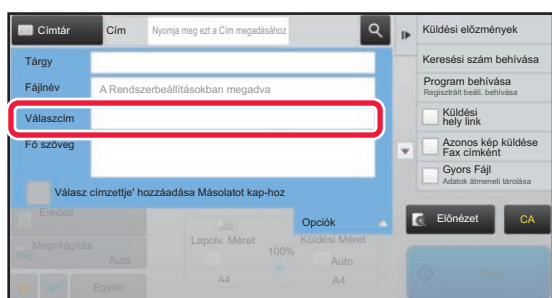 Címtár
Cím
Nyomja meg ezt a Cím megadásához
Tárgy
Fájlnév
A Rendszerbeállításokban megadva
Válaszcím
Fő szöveg
Válasz címzettje' hozzáadása Másolatot kap-hoz
Opciók
Eredeti
Megvilágítás
Auto
Egyéb
Lapolv. Méret
100%
Küldési Méret
Auto
A4
A4
Küldési előzmények
Keresési szám behívása
Program behívása
Regisztrált beáll. behívása
Küldési
hely link
Azonos kép küldése
Fax címként
Gyors Fájl
Adatok átmeneti tárolása
Előnézet
CA
Start